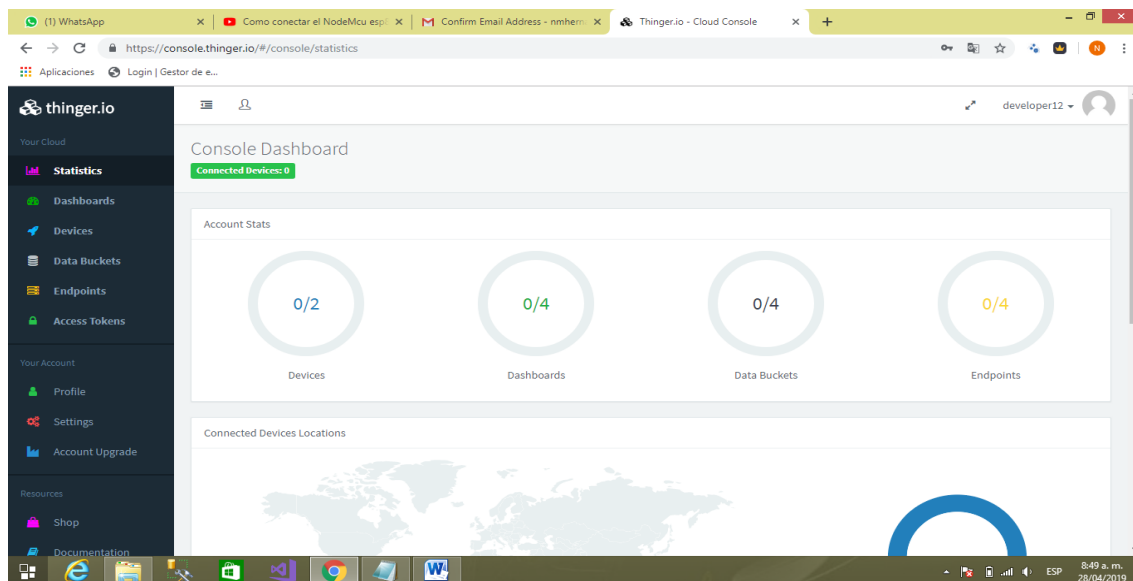 (1) WhatsApp
Como conectar el NodeMcu esp
Confirm Email Address - nmhern
Thinger.io - Cloud Console
https://console.thinger.io/#/console/statistics
Aplicaciones
Login | Gestor de e...
thinger.io
developer12
Your Cloud
Statistics
Dashboards
Devices
Data Buckets
Endpoints
Access Tokens
Your Account
Profile
Settings
Account Upgrade
Resources
Shop
Documentation
Console Dashboard
Connected Devices: 0
Account Stats
0/2
0/4
0/4
0/4
Devices
Dashboards
Data Buckets
Endpoints
Connected Devices Locations
ESP
8:49 a. m.
28/04/2019